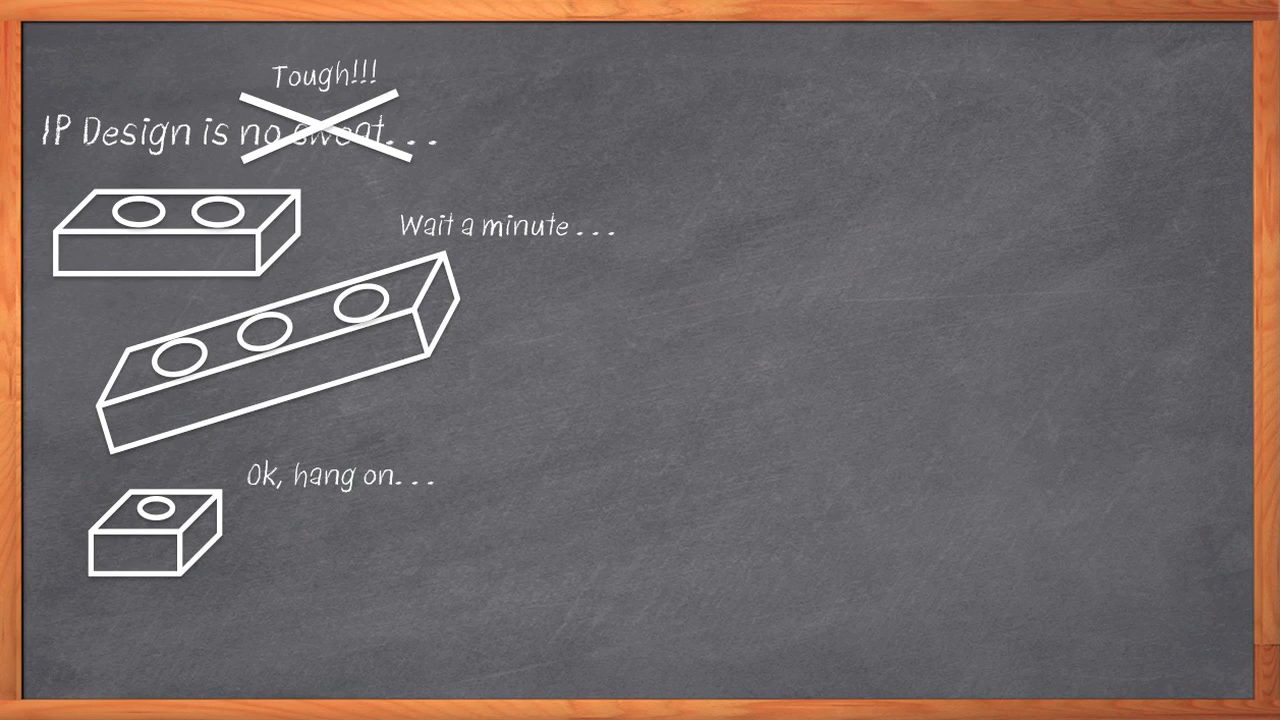 Tough!!!
IP Design is no sweat. . .
Wait a minute . . .
Ok, hang on. . .